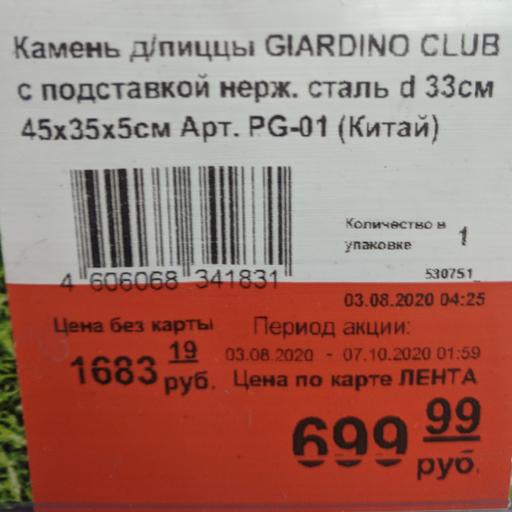 Камень д/пиццы GIARDINO CLUB
с подставкой нерж. сталь d 33см
45х35х5см Арт. PG-01 (Китай)
Количество в
упаковке 1
4 606068 341831
530751
03.08.2020 04:25
Цена без карты
1683 19 руб.
Период акции:
03.08.2020 - 07.10.2020 01:59
Цена по карте ЛЕНТА
699 99
руб.